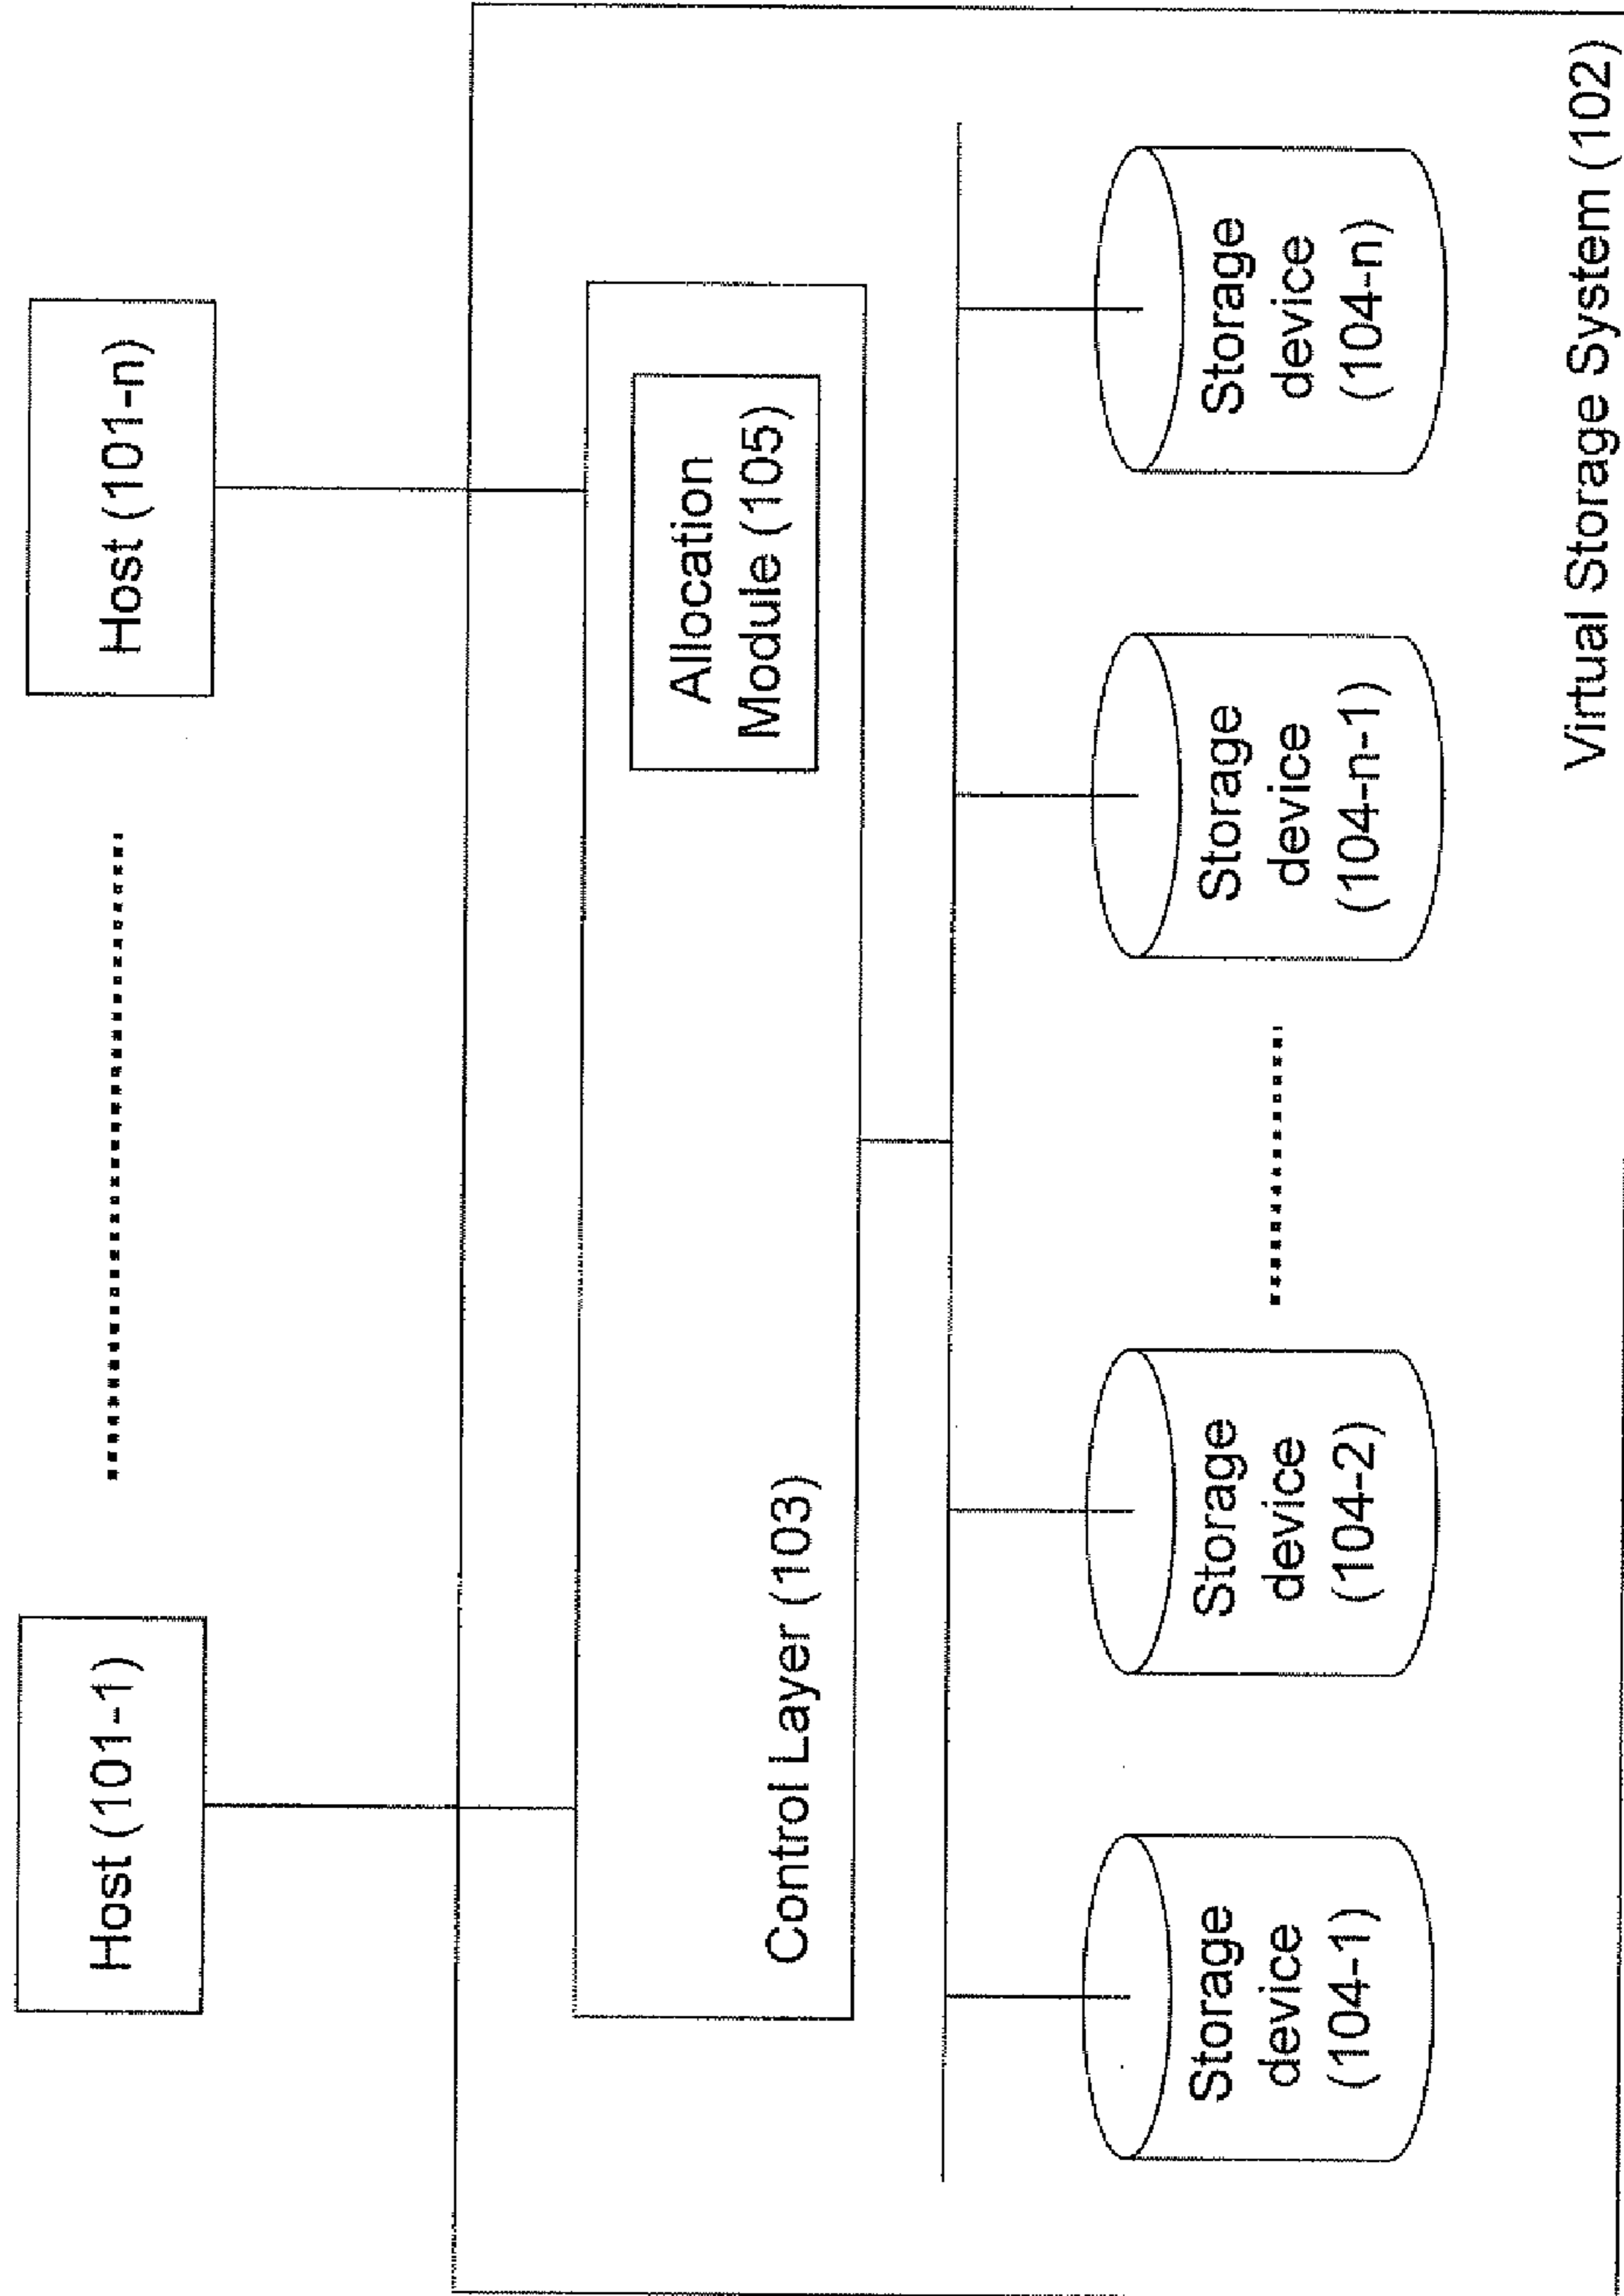 Host (101-1)
Host (101-n)
Allocation
Module (105)
Control Layer (103)
Storage
device
(104-1)
Storage
device
(104-2)
Storage
device
(104-n-1)
Storage
device
(104-n)
Virtual Storage System (102)